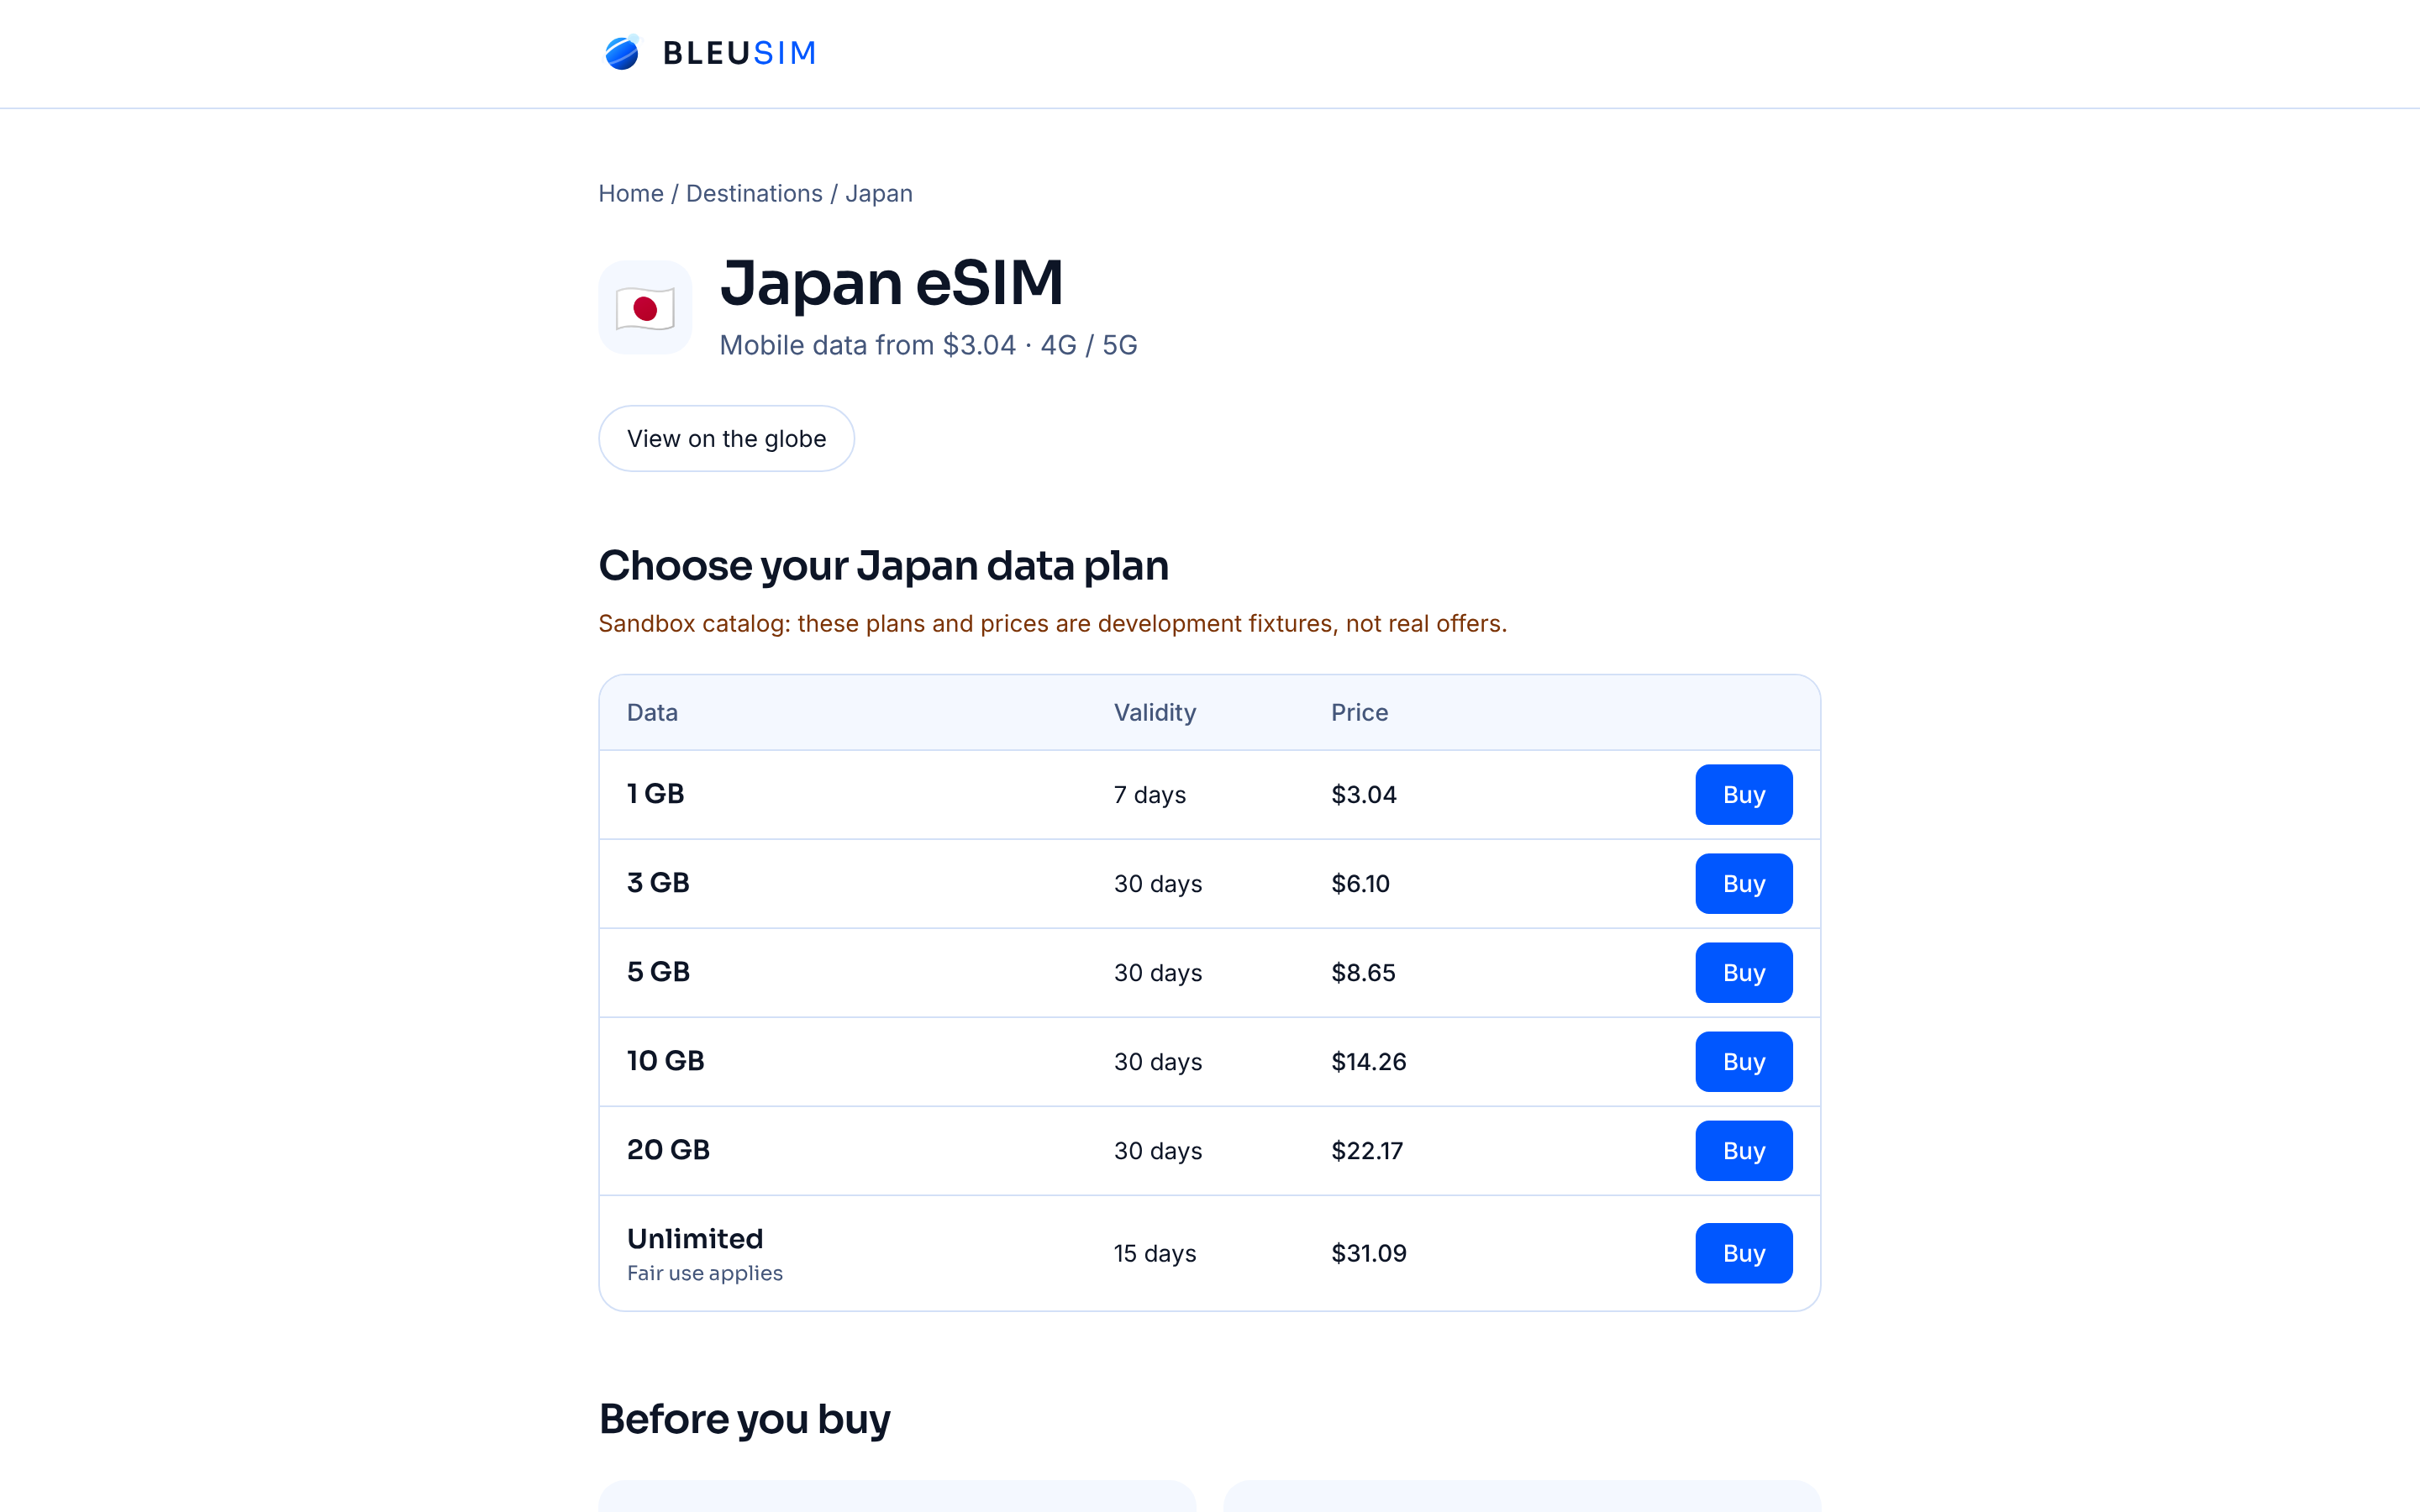 BLEUSIM
Home / Destinations / Japan
Japan eSIM
Mobile data from $3.04 · 4G / 5G
View on the globe
Choose your Japan data plan
Sandbox catalog: these plans and prices are development fixtures, not real offers.
Data Validity Price
1 GB 7 days $3.04 Buy
3 GB 30 days $6.10 Buy
5 GB 30 days $8.65 Buy
10 GB 30 days $14.26 Buy
20 GB 30 days $22.17 Buy
Unlimited 15 days $31.09 Buy
Fair use applies
Before you buy